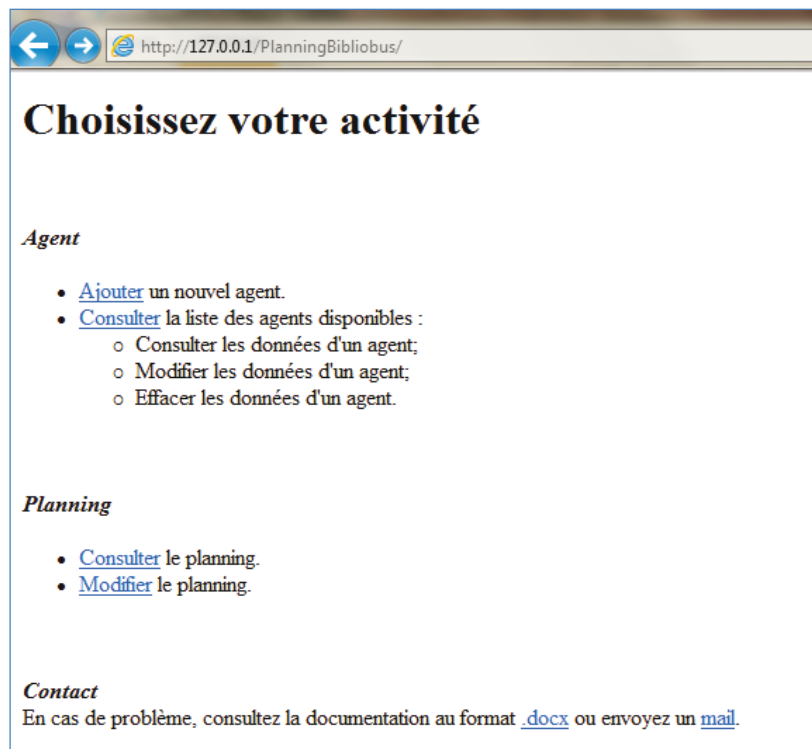 http://127.0.0.1/PlanningBibliobus/
Choisissez votre activité
Agent
• Ajouter un nouvel agent.
• Consulter la liste des agents disponibles :
o Consulter les données d'un agent;
o Modifier les données d'un agent;
o Effacer les données d'un agent.
Planning
• Consulter le planning.
• Modifier le planning.
Contact
En cas de problème, consultez la documentation au format .docx ou envoyez un mail.